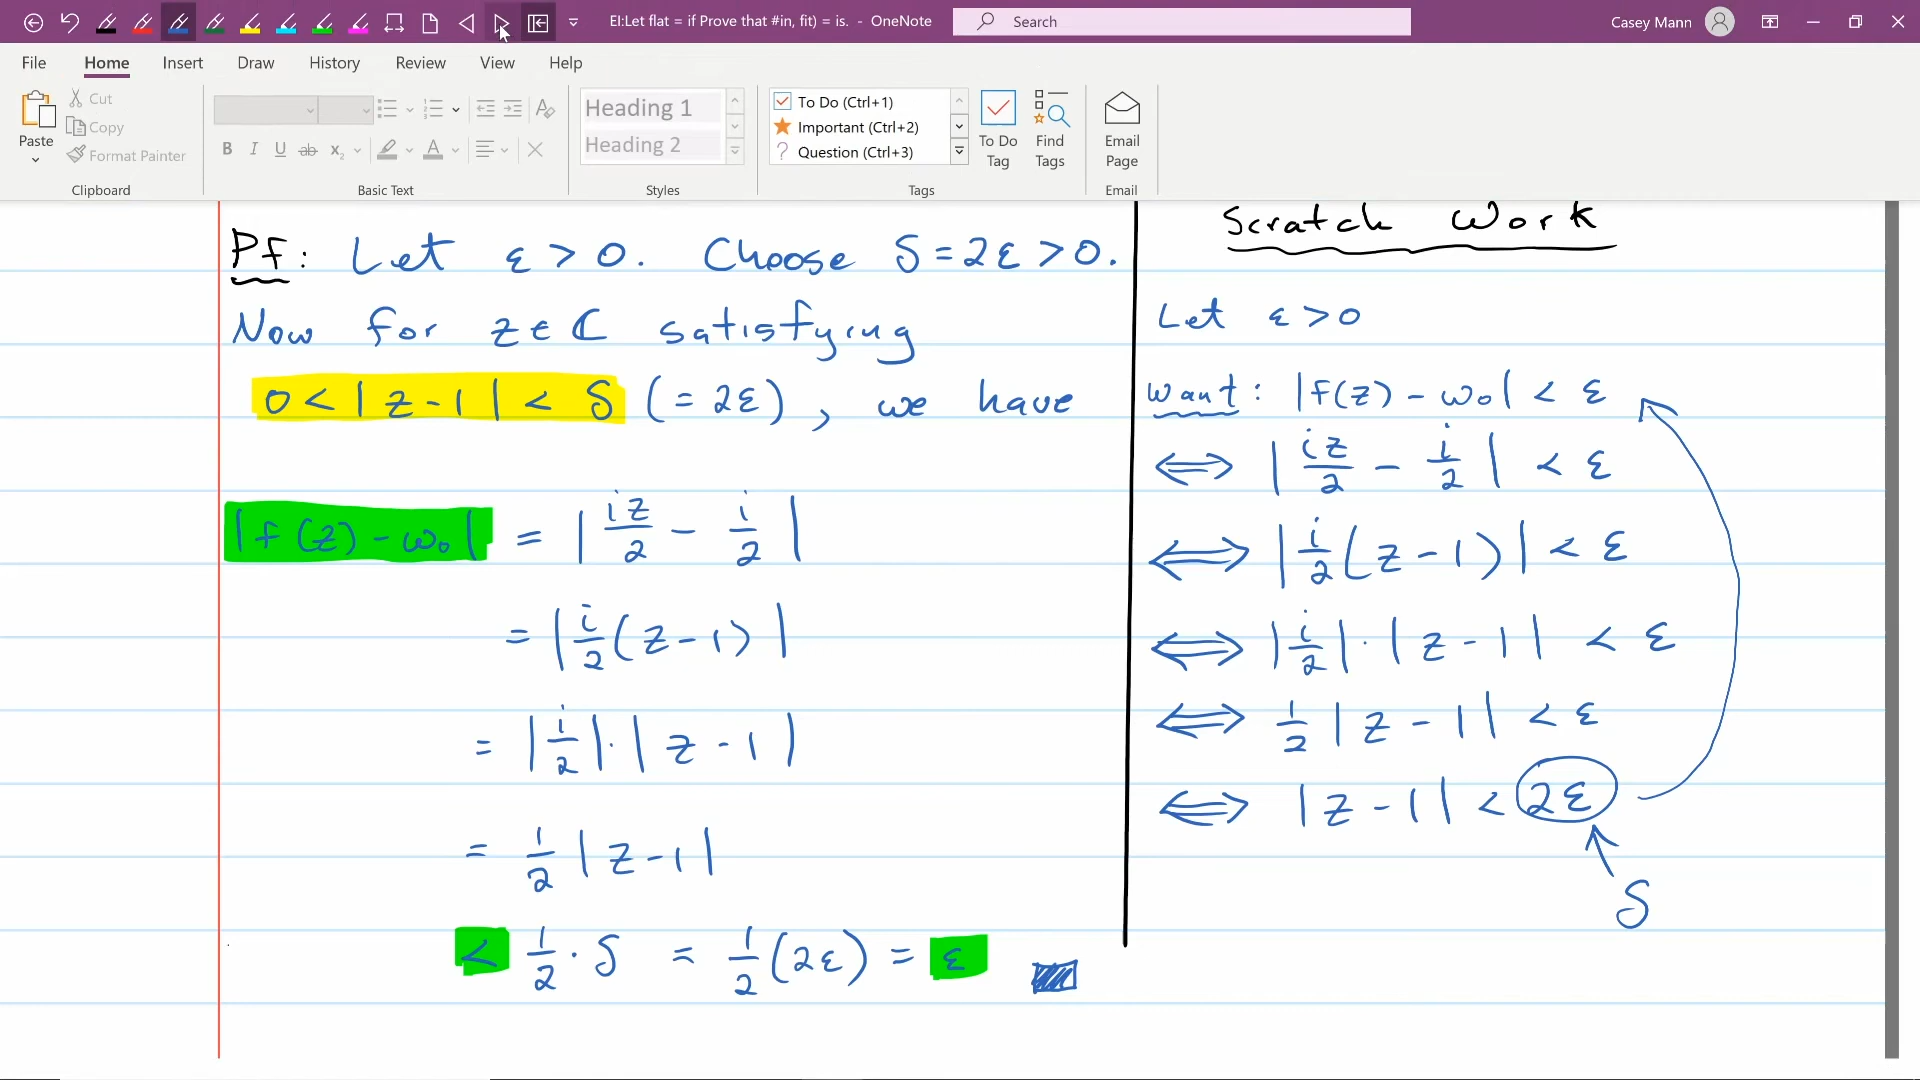 EI:Let flat = if Prove that #in, fit) = is. - OneNote
Search
Casey Mann
File Home Insert Draw History Review View Help
Paste
Cut
Copy
Format Painter
Clipboard
B I U ab x₂ A
Basic Text
Heading 1
Heading 2
Styles
To Do (Ctrl+1)
Important (Ctrl+2)
? Question (Ctrl+3)
Tags
To Do Tag
Find Tags
Email Page
Email
Pf: Let ε > 0. Choose δ = 2ε > 0.
Now for z ∈ ℂ satisfying
0 < |z - 1| < δ (= 2ε), we have
|f(z) - w₀| = |iz/2 - i/2|
= |i/2(z - 1)|
= |i/2| · |z - 1|
= 1/2 |z - 1|
< 1/2 · δ = 1/2 (2ε) = ε
Scratch Work
Let ε > 0
Want: |f(z) - w₀| < ε
⟺ |iz/2 - i/2| < ε
⟺ |i/2(z - 1)| < ε
⟺ |i/2| · |z - 1| < ε
⟺ 1/2 |z - 1| < ε
⟺ |z - 1| < 2ε
δ